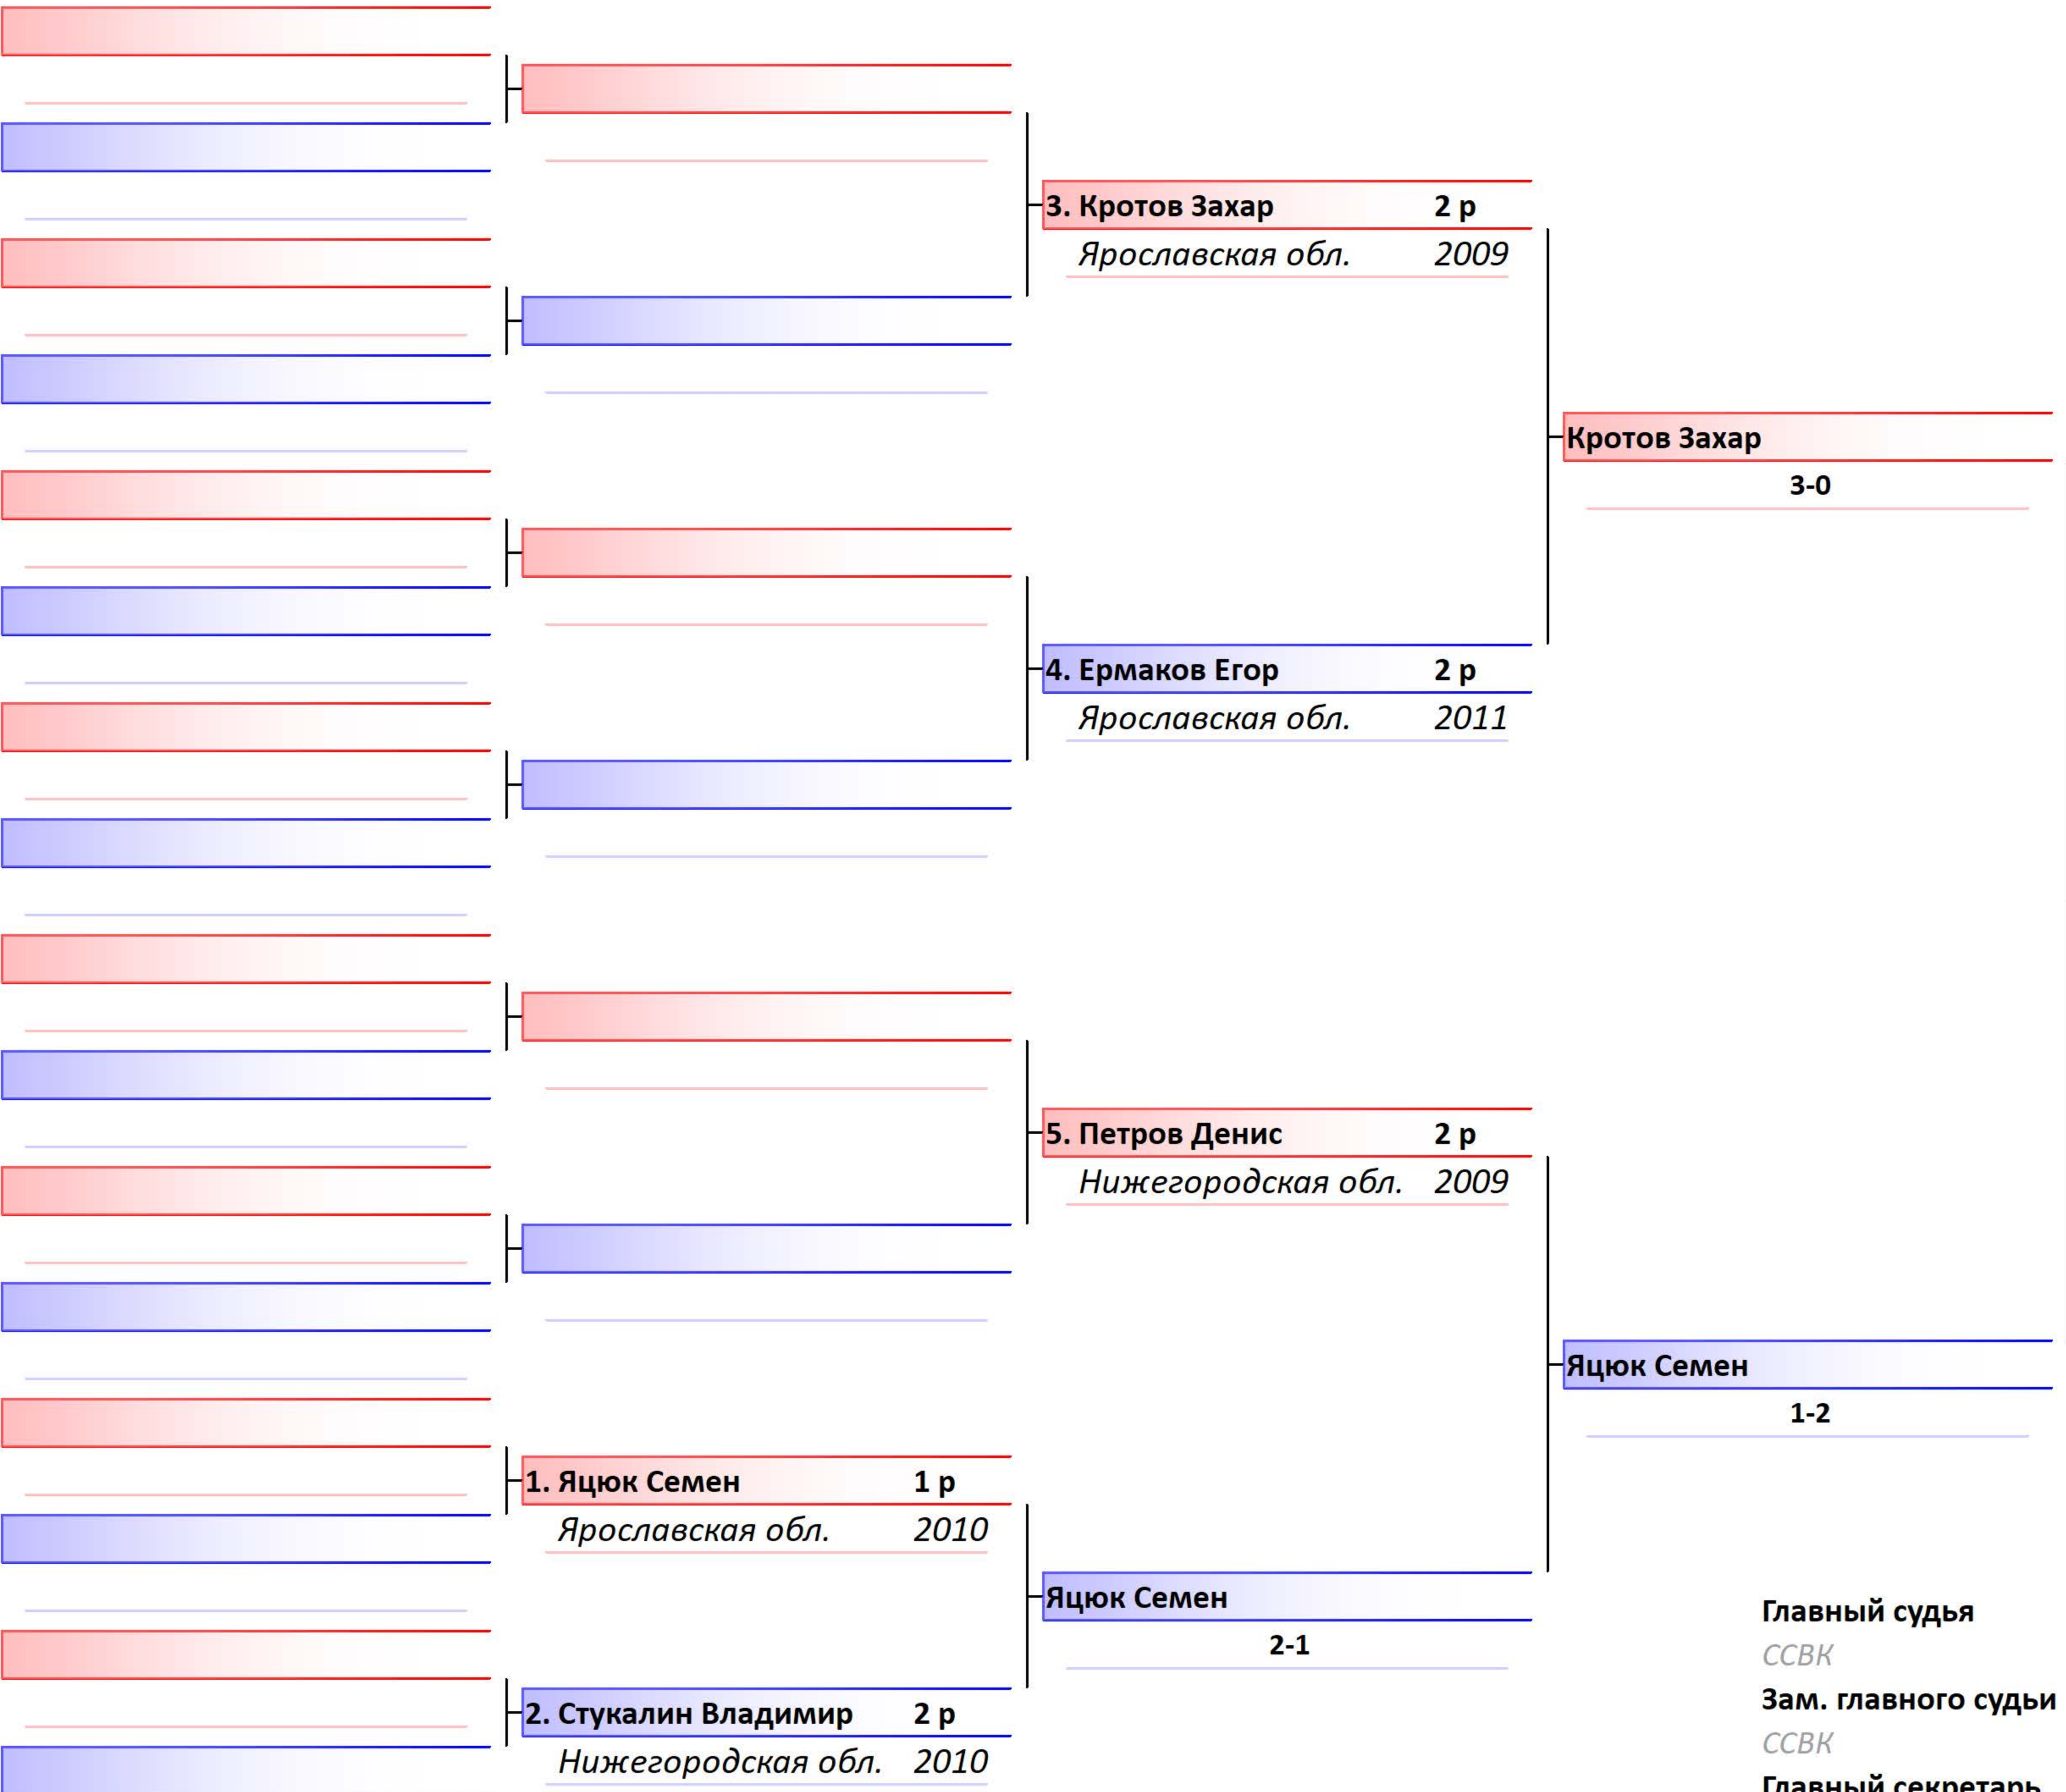 3. Кротов Захар 2 р
Ярославская обл. 2009
Кротов Захар
3-0
4. Ермаков Егор 2 р
Ярославская обл. 2011
5. Петров Денис 2 р
Нижегородская обл. 2009
Яцюк Семен
1-2
1. Яцюк Семен 1 р
Ярославская обл. 2010
Яцюк Семен
2-1
2. Стукалин Владимир 2 р
Нижегородская обл. 2010
Главный судья
ССВК
Зам. главного судьи
ССВК
Главный секретарь